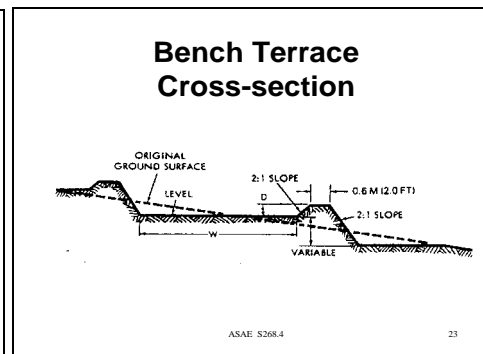 Bench Terrace
Cross-section
ORIGINAL
GROUND SURFACE
LEVEL
2:1 SLOPE
D
0.6 M (2.0 FT)
2:1 SLOPE
W
VARIABLE
ASAE S268.4
23